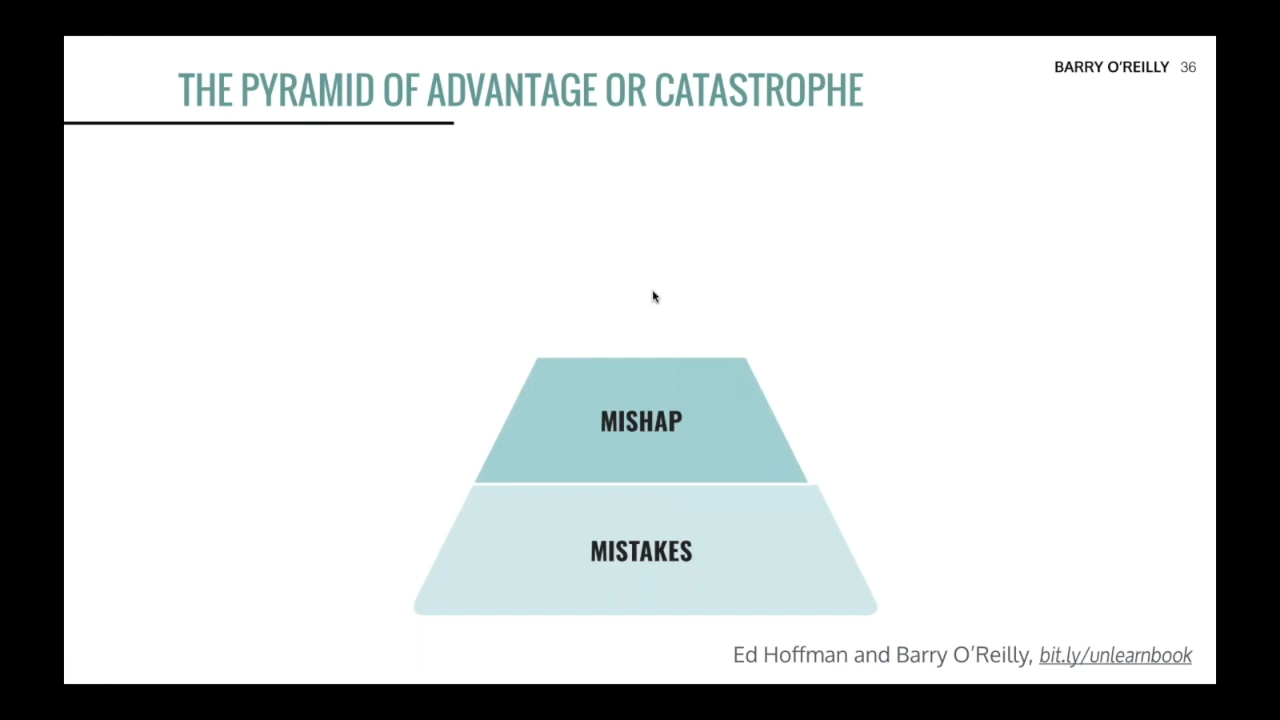 THE PYRAMID OF ADVANTAGE OR CATASTROPHE
BARRY O'REILLY 36
MISHAP
MISTAKES
Ed Hoffman and Barry O'Reilly, bit.ly/unlearnbook